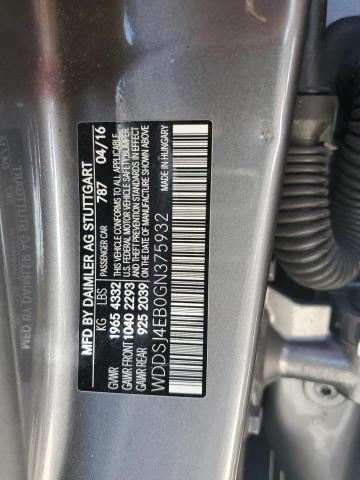 MFD BY DAIMLER AG STUTTGART
KG LBS PASSENGER CAR 787 04/16
GVWR 1965 4332 THIS VEHICLE CONFORMS TO ALL APPLICABLE
GAWR FRONT 1040 2293 U.S. FEDERAL MOTOR VEHICLE SAFETY, BUMPER,
GAWR REAR 925 2039 AND THEFT PREVENTION STANDARDS IN EFFECT ON THE DATE OF MANUFACTURE SHOWN ABOVE
WDDSJ4EB0GN375932
MADE IN HUNGARY